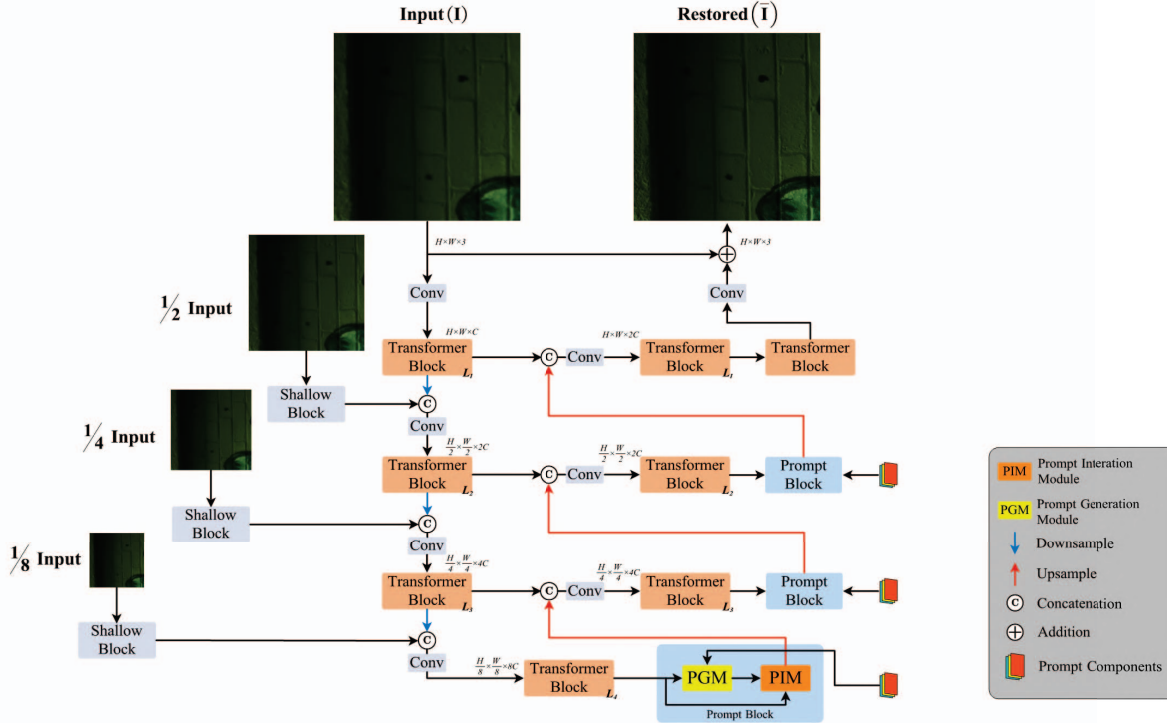 Input (I)
Restored (Ī)
H×W×3
H×W×3
1/2 Input
Conv
Conv
H×W×C
H×W×2C
Transformer
Block
L1
C
Conv
Transformer
Block
L1
Transformer
Block
Shallow
Block
C
1/4 Input
Conv
H/2×W/2×2C
H/2×W/2×2C
Transformer
Block
L2
C
Conv
Transformer
Block
L2
Prompt
Block
Shallow
Block
C
1/8 Input
Conv
H/4×W/4×4C
H/4×W/4×4C
Transformer
Block
L3
C
Conv
Transformer
Block
L3
Prompt
Block
Shallow
Block
C
Conv
H/8×W/8×8C
Transformer
Block
L4
PGM
PIM
Prompt Block
PIM
Prompt Interation
Module
PGM
Prompt Generation
Module
Downsample
Upsample
C
Concatenation
Addition
Prompt Components